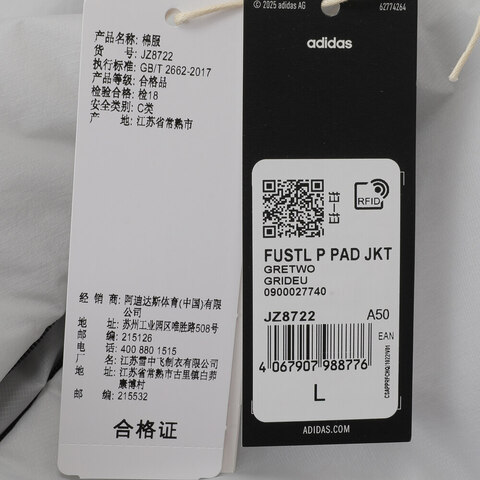 产品名称: 棉服
货 号: JZ8722
执行标准: GB/T 2662-2017
产品等级: 合格品
检验合格: 检18
安全类别: C类
产 地: 江苏省常熟市
经 销 商: 阿迪达斯体育(中国)有限
公司
地 址: 苏州工业园区唯胜路508号
邮 编: 215126
电 话: 400 880 1515
厂 名: 江苏雪中飞制衣有限公司
地 址: 江苏省常熟市古里镇白茆
康博村
邮 编: 215532
合格证
© 2025 adidas AG
62774264
adidas
RFID
FUSTL P PAD JKT
GRETWO
GRIDEU
0900027740
JZ8722 A50
EAN
4 067907 988776
L
ADIDAS.COM